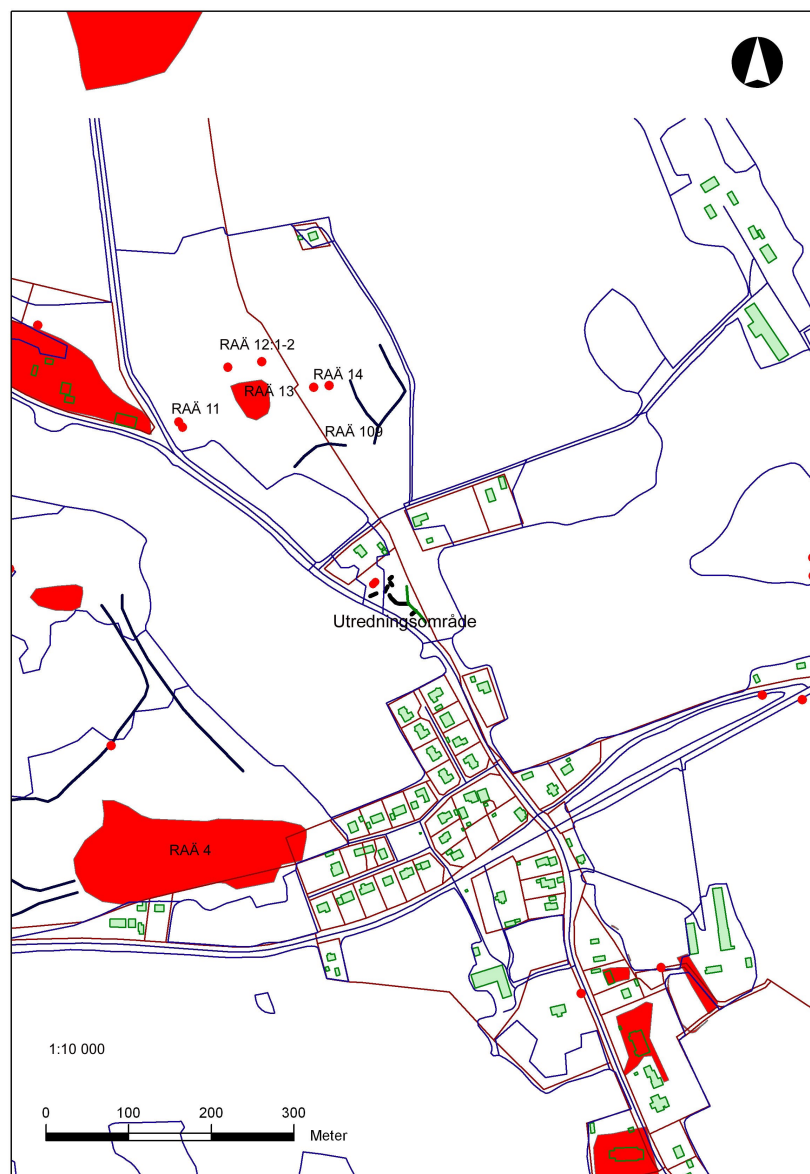 RAÄ 12:1-2
RAÄ 14
RAÄ 13
RAÄ 11
RAÄ 109
Utredningsområde
RAÄ 4
1:10 000
0 100 200 300
Meter